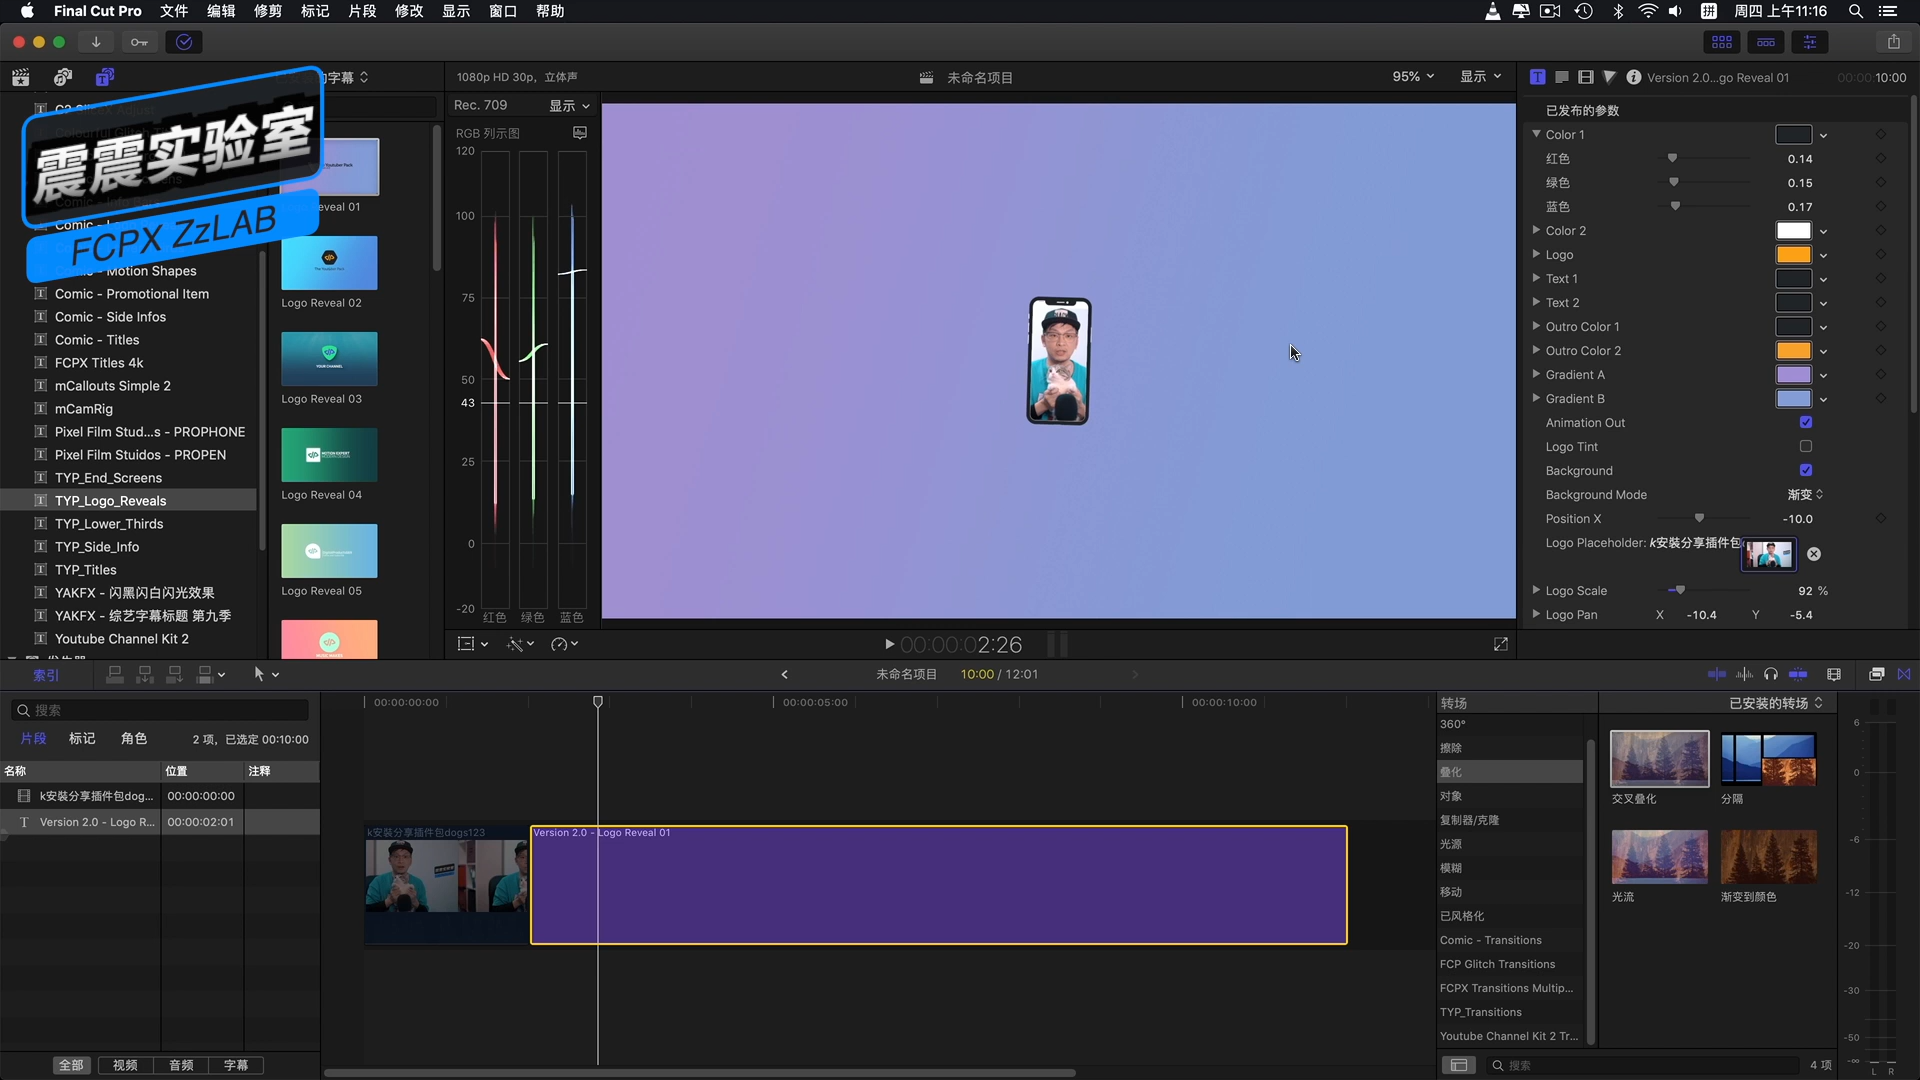 Final Cut Pro 文件 编辑 修剪 标记 片段 修改 显示 窗口 帮助
拼 周四 上午11:16
1080p HD 30p，立体声
未命名项目
95% 显示
Version 2.0...go Reveal 01
00:00:10:00
Rec. 709 显示
RGB 列示图
120
100
75
50
43
25
0
-20
红色 绿色 蓝色
震震实验室
FCPX ZzLAB
Comic - Motion Shapes
Comic - Promotional Item
Comic - Side Infos
Comic - Titles
FCPX Titles 4k
mCallouts Simple 2
mCamRig
Pixel Film Stud...s - PROPHONE
Pixel Film Stuidos - PROPEN
TYP_End_Screens
TYP_Logo_Reveals
TYP_Lower_Thirds
TYP_Side_Info
TYP_Titles
YAKFX - 闪黑闪白闪光效果
YAKFX - 综艺字幕标题 第九季
Youtube Channel Kit 2
Logo Reveal 02
Logo Reveal 03
Logo Reveal 04
Logo Reveal 05
已发布的参数
Color 1
红色 0.14
绿色 0.15
蓝色 0.17
Color 2
Logo
Text 1
Text 2
Outro Color 1
Outro Color 2
Gradient A
Gradient B
Animation Out
Logo Tint
Background
Background Mode 渐变
Position X -10.0
Logo Placeholder: k安裝分享插件包
Logo Scale 92 %
Logo Pan X -10.4 Y -5.4
00:00:02:26
索引
未命名项目 10:00 / 12:01
搜索
片段 标记 角色 2 项，已选定 00:10:00
名称 位置 注释
k安裝分享插件包dog... 00:00:00:00
Version 2.0 - Logo R... 00:00:02:01
全部 视频 音频 字幕
00:00:00:00 00:00:05:00 00:00:10:00
k安裝分享插件包dogs123
Version 2.0 - Logo Reveal 01
转场
360°
擦除
叠化
对象
复制器/克隆
光源
模糊
移动
已风格化
Comic - Transitions
FCP Glitch Transitions
FCPX Transitions Multip...
TYP_Transitions
Youtube Channel Kit 2 Tr...
已安装的转场
交叉叠化 分隔
光流 渐变到颜色
搜索 4 项
6
0
-6
-12
-20
-30
-50
-∞
L R